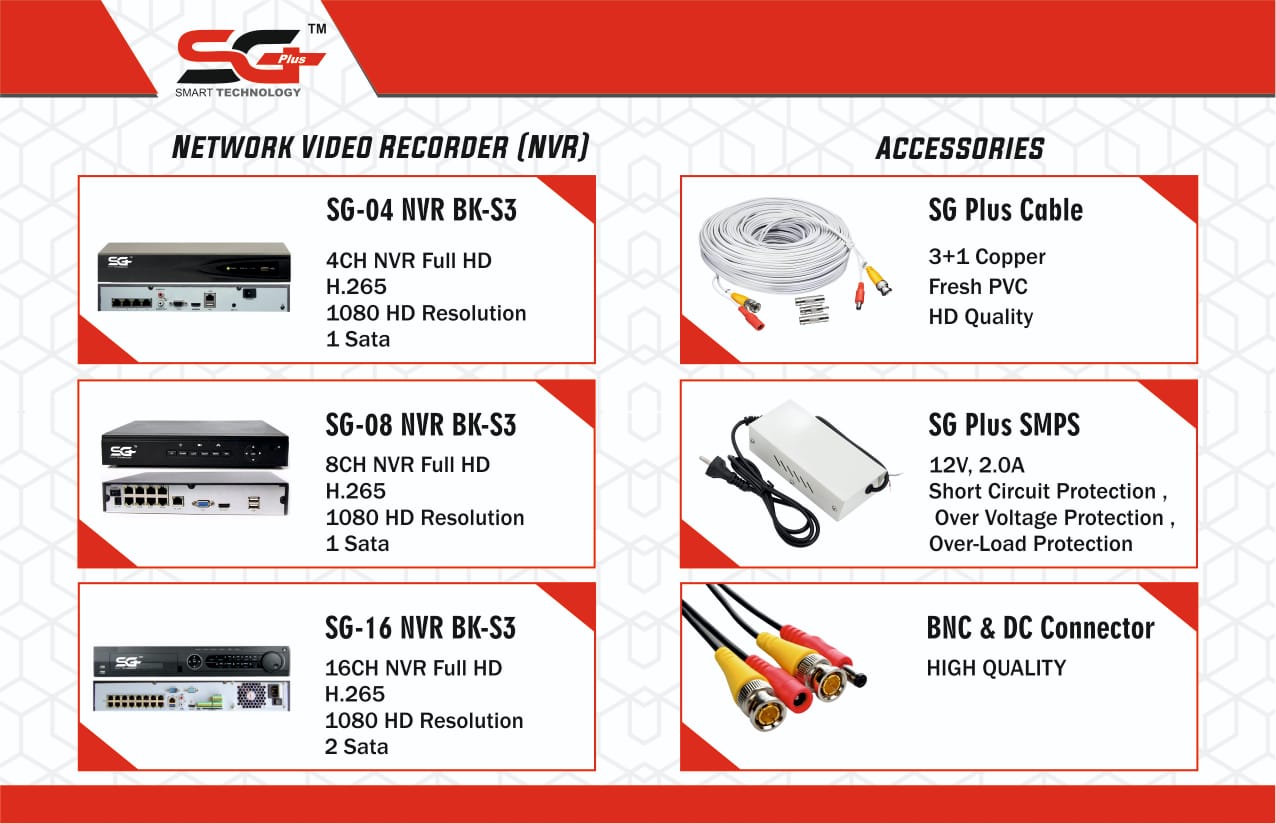 SG Plus TM
SMART TECHNOLOGY
NETWORK VIDEO RECORDER (NVR)
SG-04 NVR BK-S3
4CH NVR Full HD
H.265
1080 HD Resolution
1 Sata
SG-08 NVR BK-S3
8CH NVR Full HD
H.265
1080 HD Resolution
1 Sata
SG-16 NVR BK-S3
16CH NVR Full HD
H.265
1080 HD Resolution
2 Sata
ACCESSORIES
SG Plus Cable
3+1 Copper
Fresh PVC
HD Quality
SG Plus SMPS
12V, 2.0A
Short Circuit Protection ,
Over Voltage Protection ,
Over-Load Protection
BNC & DC Connector
HIGH QUALITY
SG
SG
SG